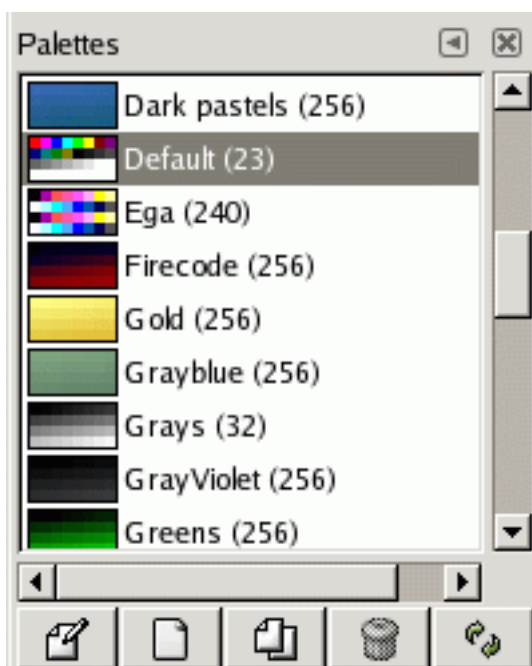 Palettes
Dark pastels (256)
Default (23)
Ega (240)
Firecode (256)
Gold (256)
Grayblue (256)
Grays (32)
GrayViolet (256)
Greens (256)